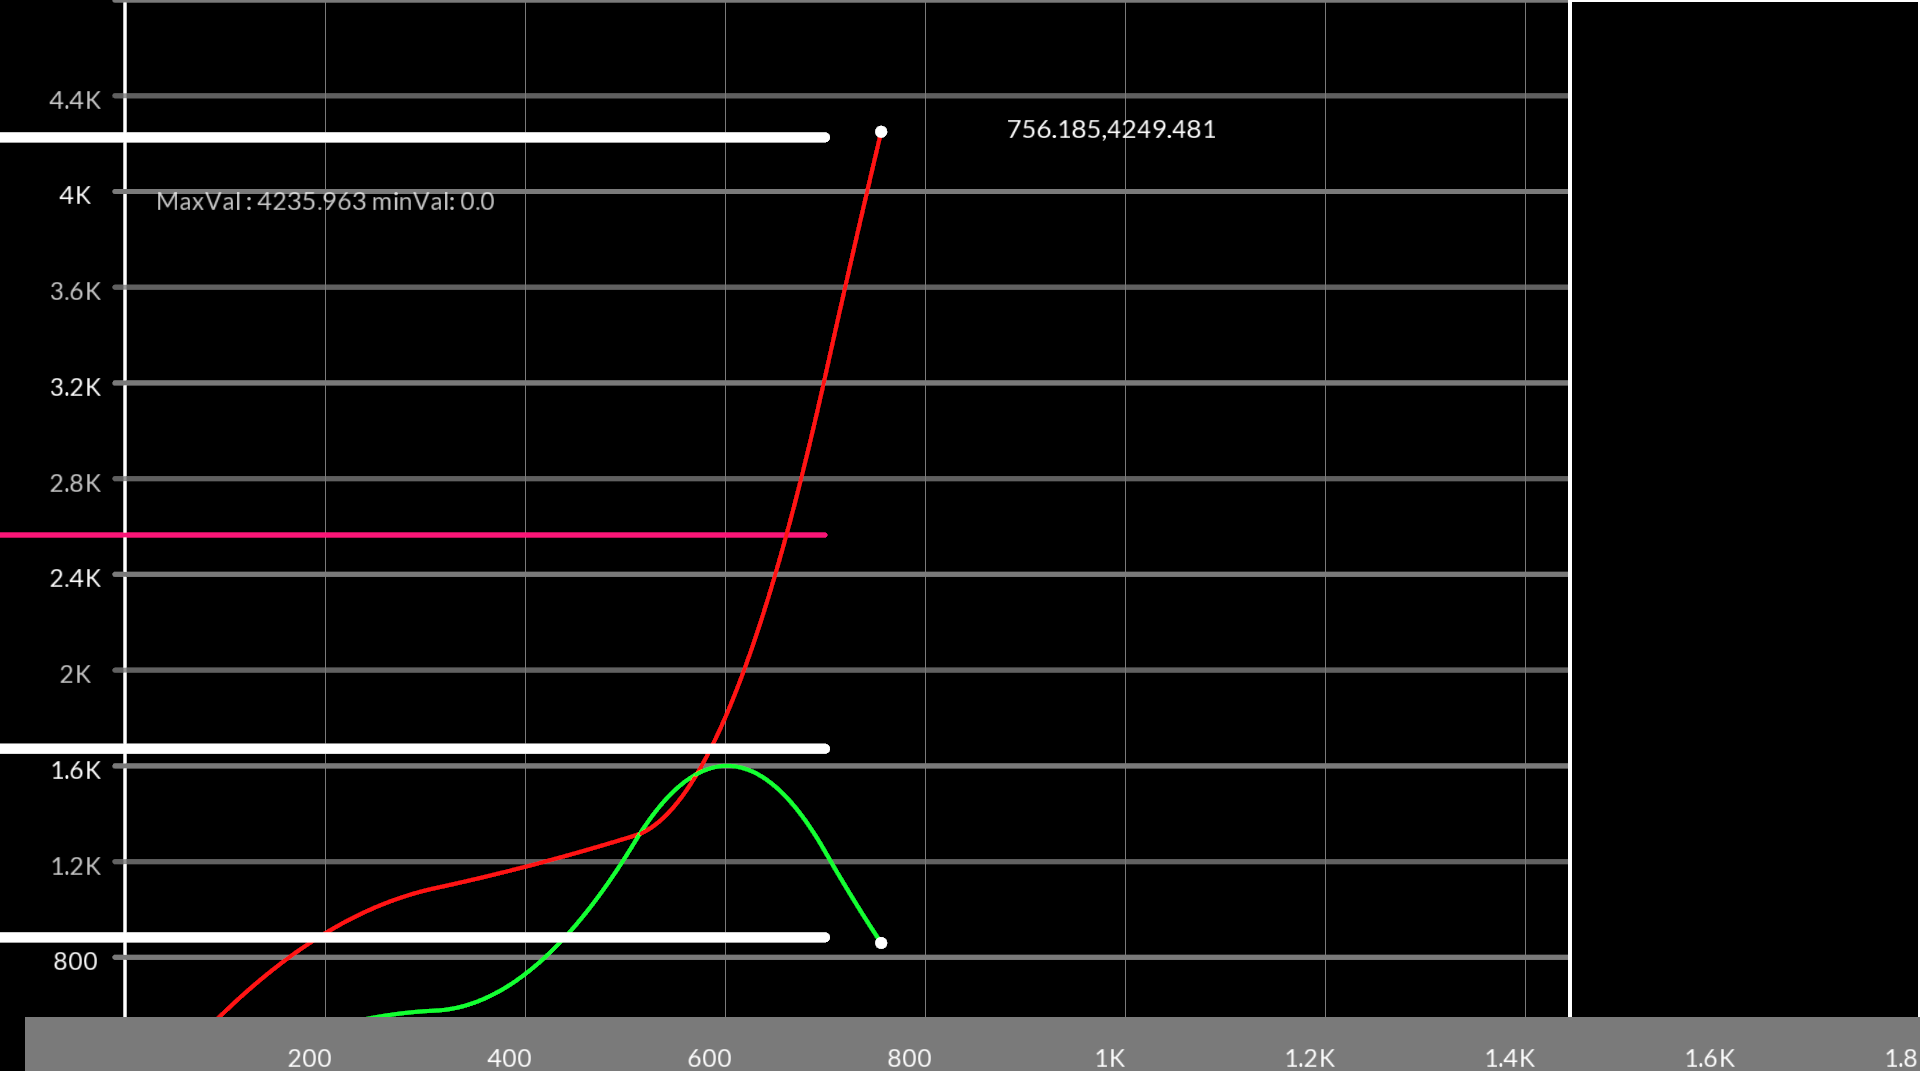 4.4K
756.185,4249.481
4K
MaxVal : 4235.963 minVal: 0.0
3.6K
3.2K
2.8K
2.4K
2K
1.6K
1.2K
800
200 400 600 800 1K 1.2K 1.4K 1.6K 1.8